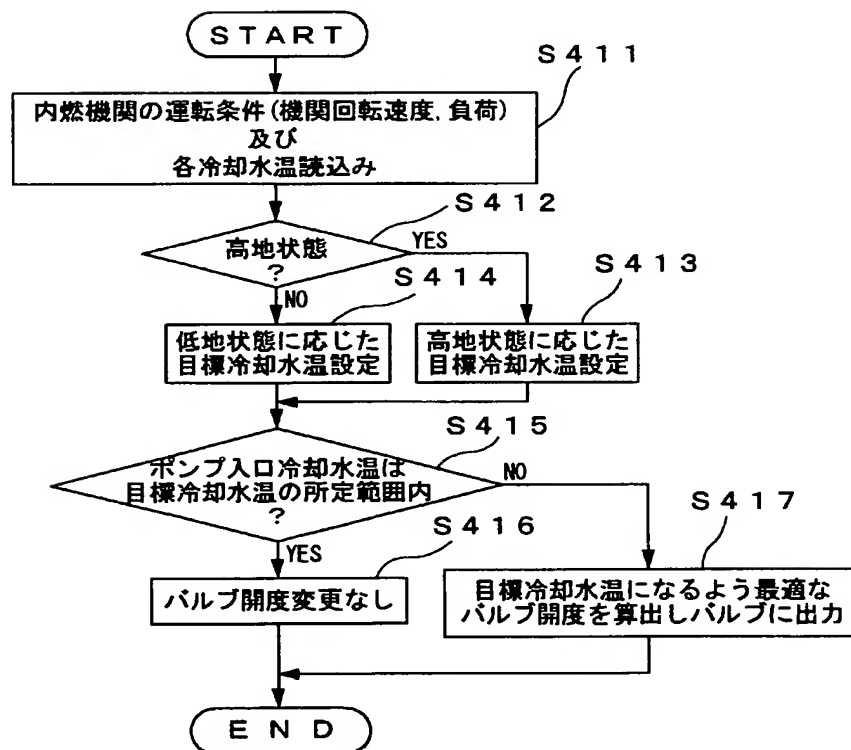 START
S411
内燃機関の運転条件(機関回転速度,負荷)
及び
各冷却水温読込み
S412
高地状態
?
YES
NO
S414
S413
低地状態に応じた
目標冷却水温設定
高地状態に応じた
目標冷却水温設定
S415
ポンプ入口冷却水温は
目標冷却水温の所定範囲内
?
NO
YES
S416
S417
バルブ開度変更なし
目標冷却水温になるよう最適な
バルブ開度を算出しバルブに出力
END